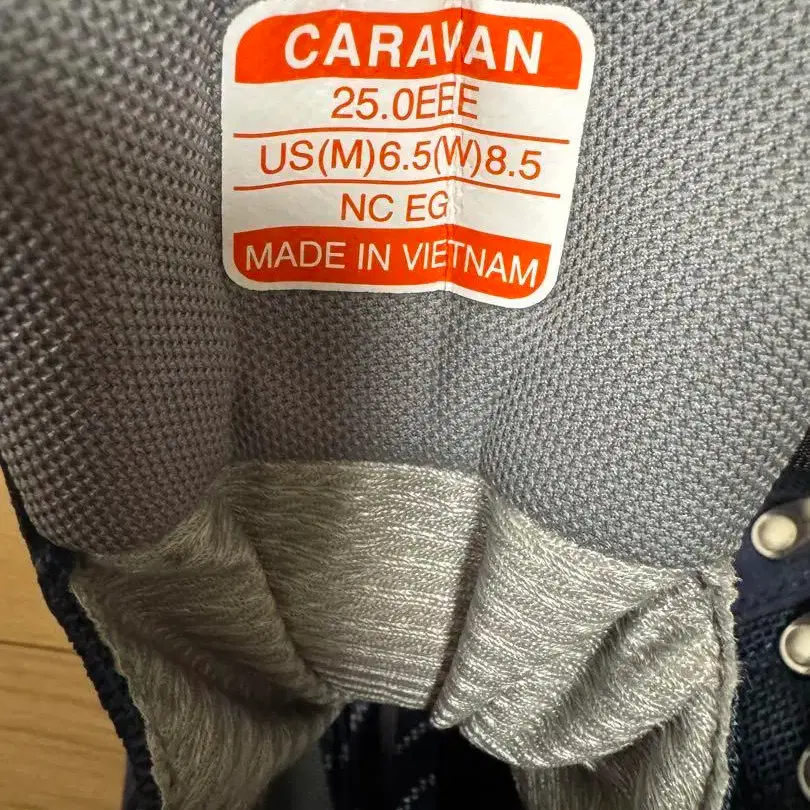 CARAVAN
25.0EEE
US(M)6.5(W)8.5
NC EG
MADE IN VIETNAM